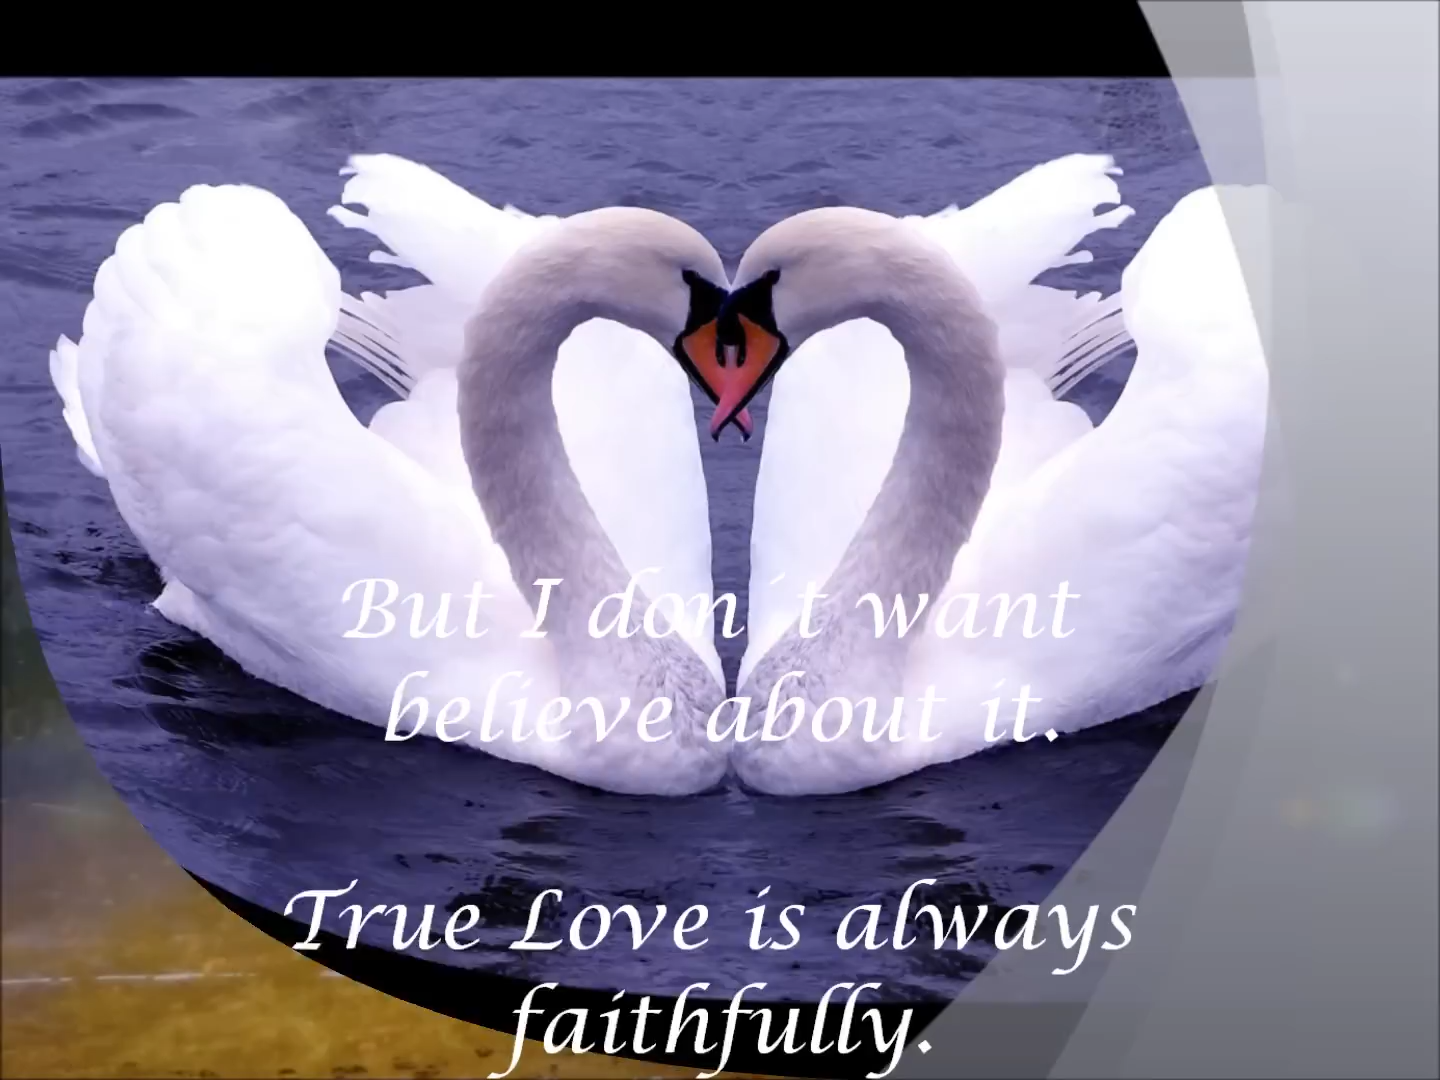 But I don´t want
believe about it.
True Love is always
faithfully.